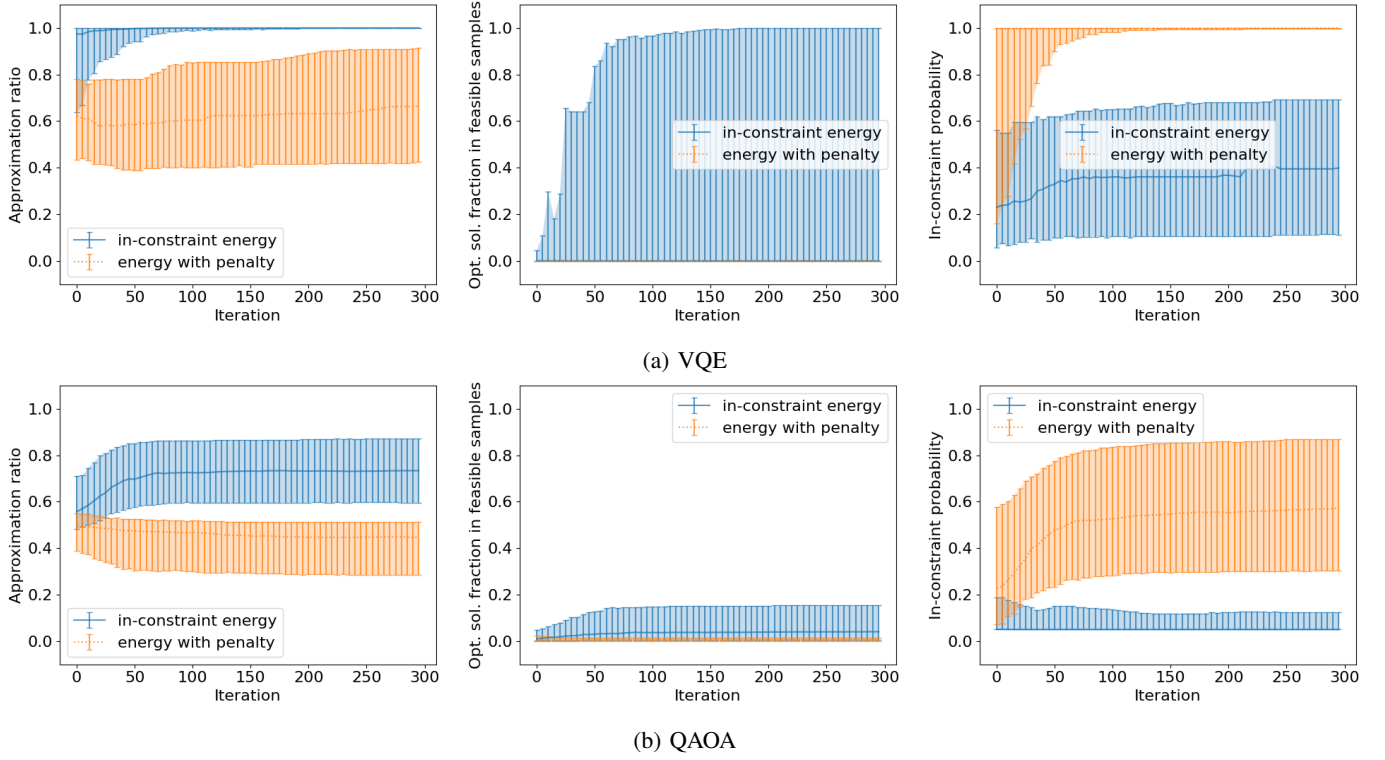 Approximation ratio
1.0
0.8
0.6
0.4
0.2
0.0
in-constraint energy
energy with penalty
0 50 100 150 200 250 300
Iteration
Opt. sol. fraction in feasible samples
1.0
0.8
0.6
0.4
0.2
0.0
in-constraint energy
energy with penalty
0 50 100 150 200 250 300
Iteration
In-constraint probability
1.0
0.8
0.6
0.4
0.2
0.0
in-constraint energy
energy with penalty
0 50 100 150 200 250 300
Iteration
(a) VQE
Approximation ratio
1.0
0.8
0.6
0.4
0.2
0.0
in-constraint energy
energy with penalty
0 50 100 150 200 250 300
Iteration
Opt. sol. fraction in feasible samples
1.0
0.8
0.6
0.4
0.2
0.0
in-constraint energy
energy with penalty
0 50 100 150 200 250 300
Iteration
In-constraint probability
1.0
0.8
0.6
0.4
0.2
0.0
in-constraint energy
energy with penalty
0 50 100 150 200 250 300
Iteration
(b) QAOA